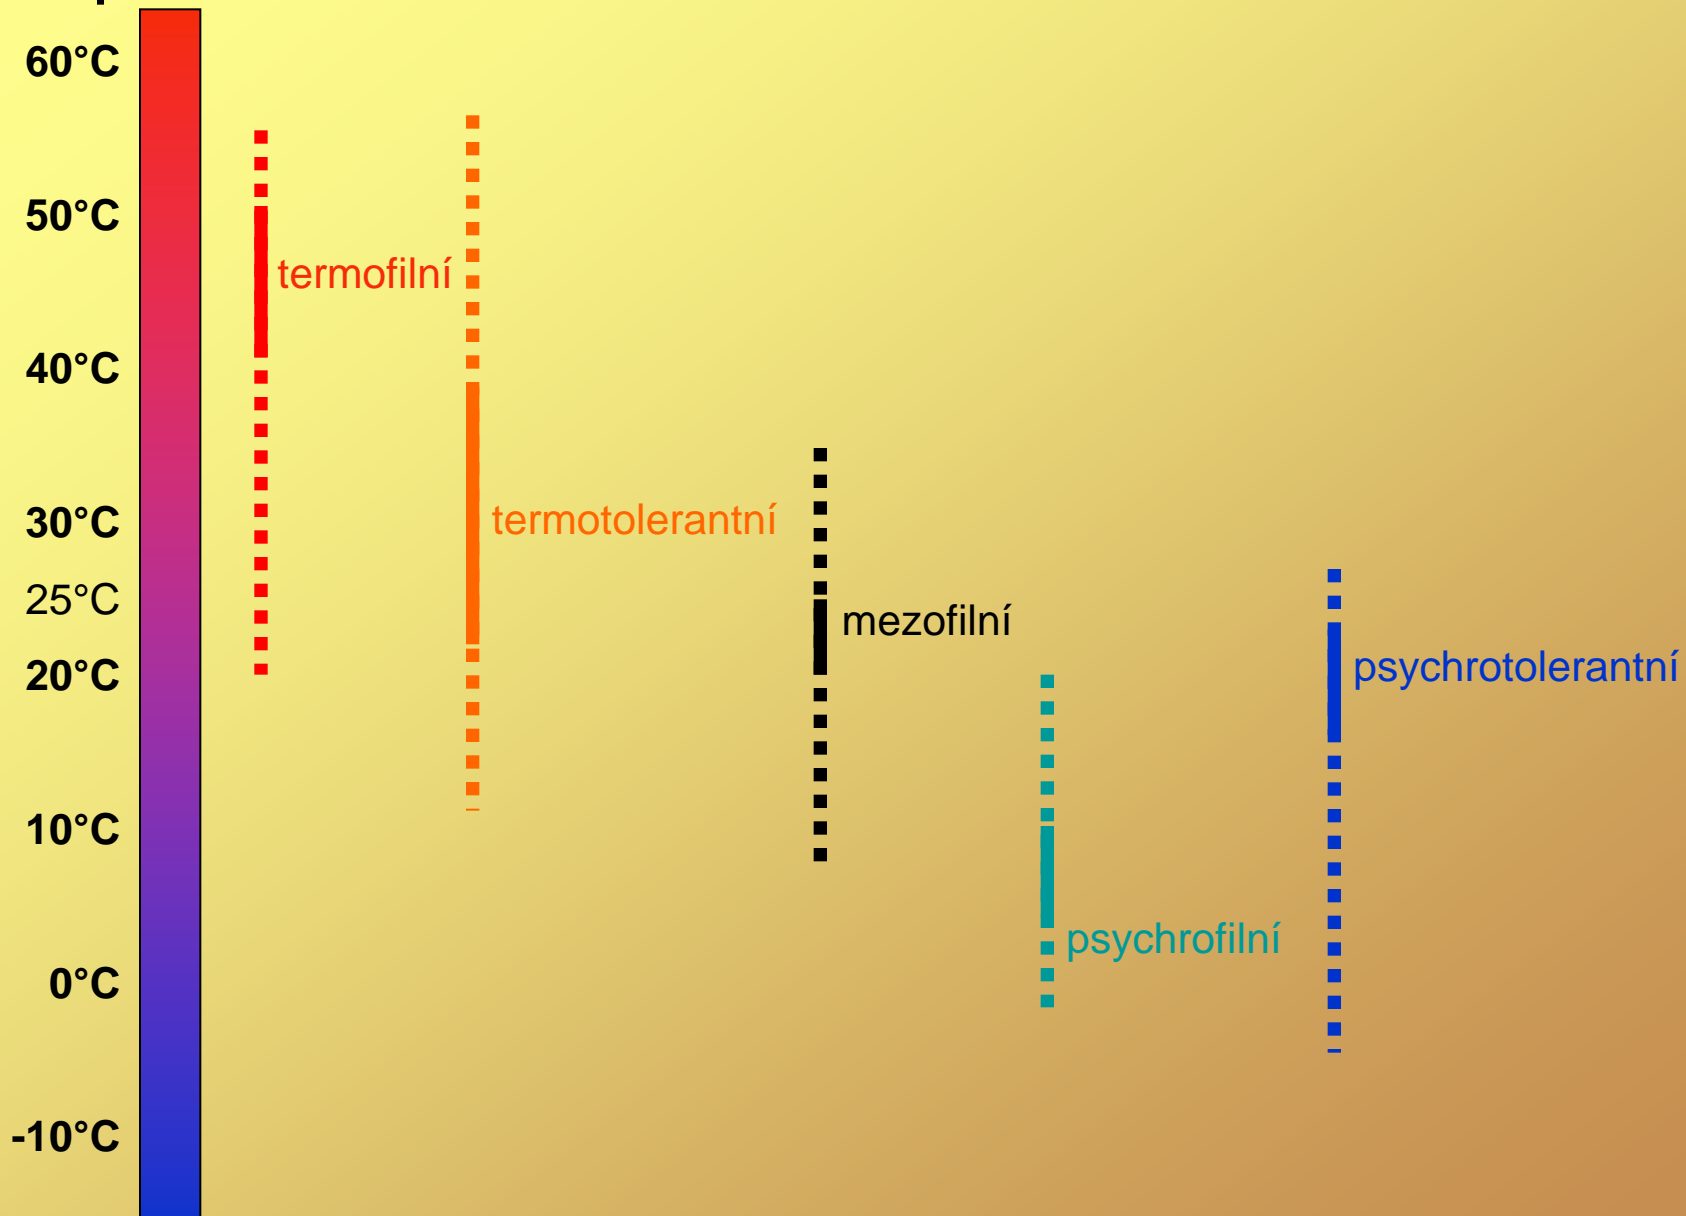 60°C
50°C
termofilní
40°C
30°C
termotolerantní
25°C
mezofilní
20°C
psychrotolerantní
10°C
psychrofilní
0°C
-10°C